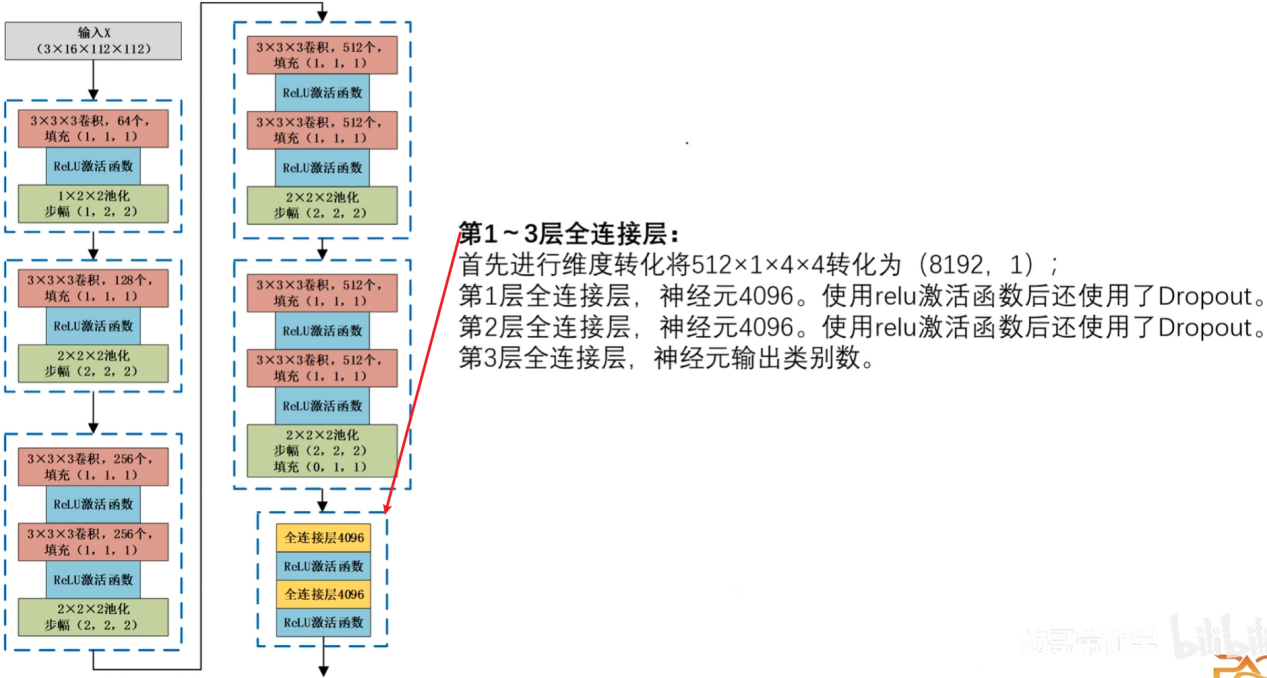 输入X
（3×16×112×112）
3×3×3卷积，64个，
填充（1，1，1）
ReLU激活函数
1×2×2池化
步幅（1，2，2）
3×3×3卷积，128个，
填充（1，1，1）
ReLU激活函数
2×2×2池化
步幅（2，2，2）
3×3×3卷积，256个，
填充（1，1，1）
ReLU激活函数
3×3×3卷积，256个，
填充（1，1，1）
ReLU激活函数
2×2×2池化
步幅（2，2，2）
3×3×3卷积，512个，
填充（1，1，1）
ReLU激活函数
3×3×3卷积，512个，
填充（1，1，1）
ReLU激活函数
2×2×2池化
步幅（2，2，2）
3×3×3卷积，512个，
填充（1，1，1）
ReLU激活函数
3×3×3卷积，512个，
填充（1，1，1）
ReLU激活函数
2×2×2池化
步幅（2，2，2）
填充（0，1，1）
全连接层4096
ReLU激活函数
全连接层4096
ReLU激活函数
第1～3层全连接层：
首先进行维度转化将512×1×4×4转化为（8192，1）；
第1层全连接层，神经元4096。使用relu激活函数后还使用了Dropout。
第2层全连接层，神经元4096。使用relu激活函数后还使用了Dropout。
第3层全连接层，神经元输出类别数。
炮哥带你学